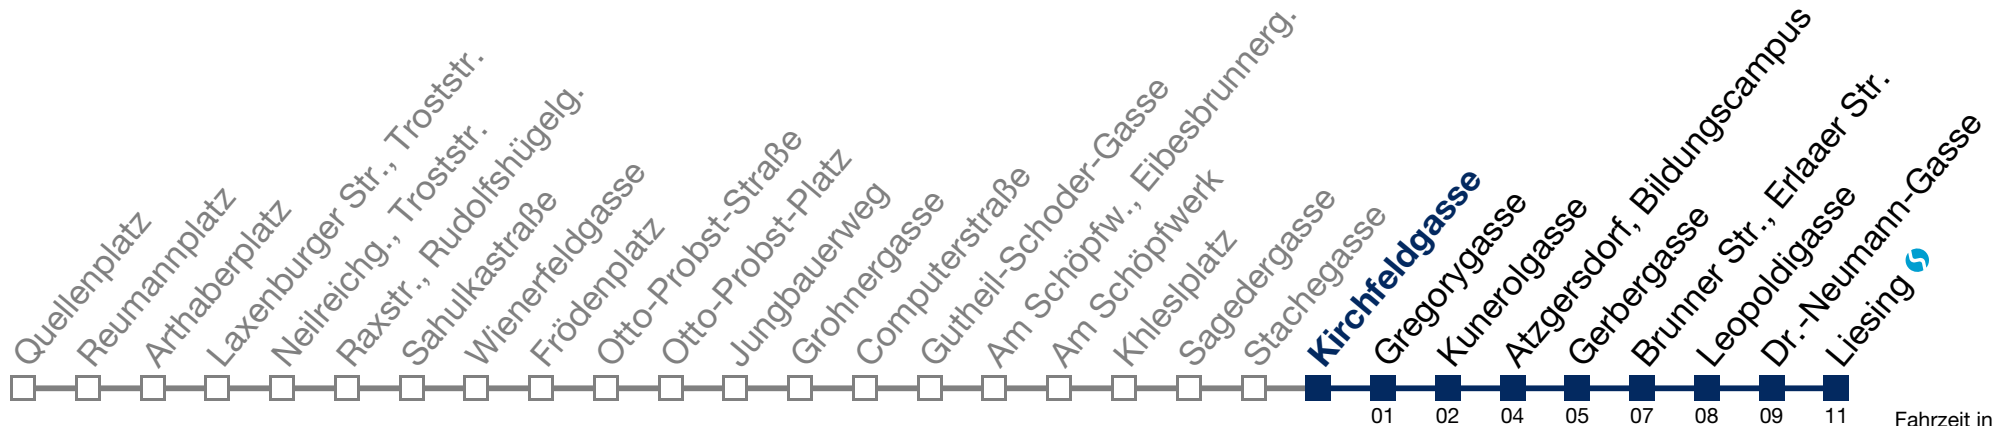 Quellenplatz
Reumannplatz
Arthaberplatz
Laxenburger Str., Troststr.
Neilreichg., Troststr.
Raxstr., Rudolfshügelg.
Sahulkastraße
Wienerfeldgasse
Frödenplatz
Otto-Probst-Straße
Otto-Probst-Platz
Jungbauerweg
Grohnergasse
Computerstraße
Gutheil-Schoder-Gasse
Am Schöpfw., Eibesbrunnerg.
Am Schöpfwerk
Khleslplatz
Sagedergasse
Stachegasse
Kirchfeldgasse
Gregorygasse
Kunerolgasse
Atzgersdorf, Bildungscampus
Gerbergasse
Brunner Str., Erlaaer Str.
Leopoldigasse
Dr.-Neumann-Gasse
Liesing
01 02 04 05 07 08 09 11
Fahrzeit in